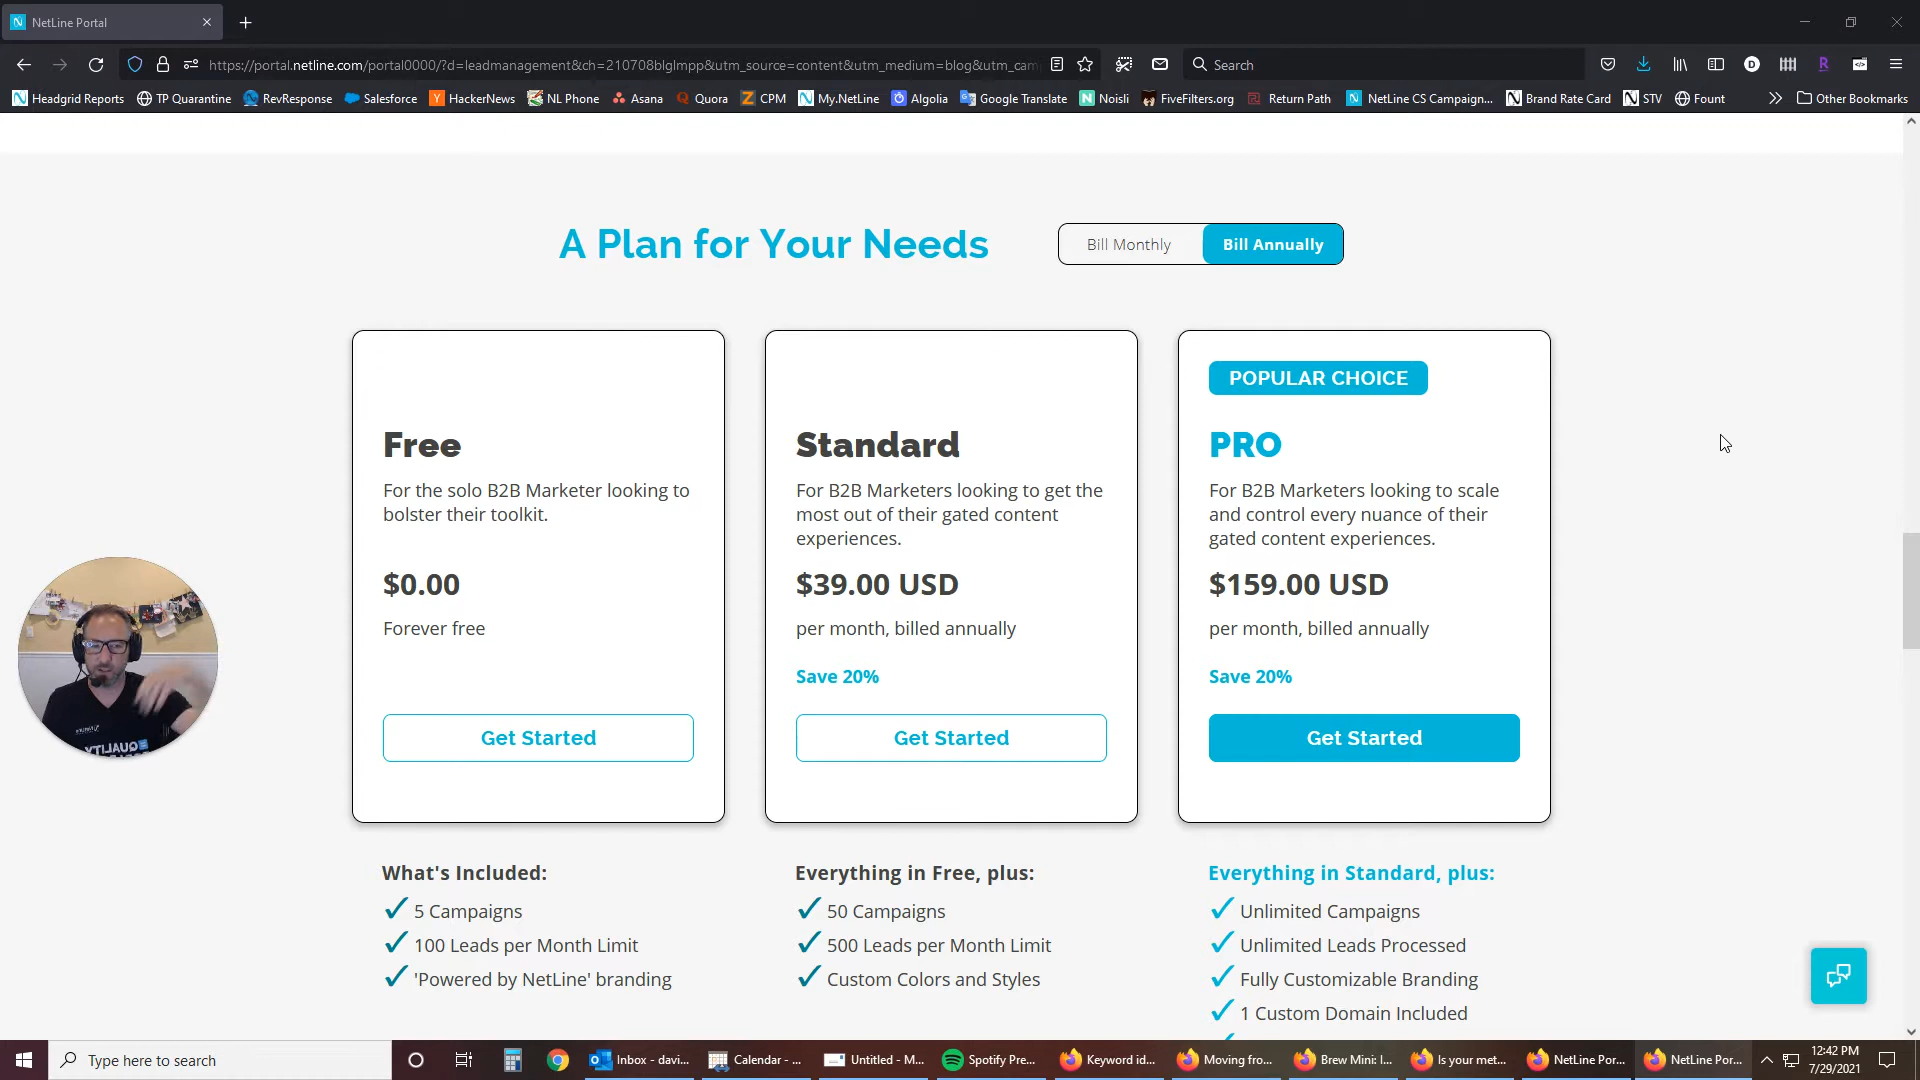 NetLine Portal
https://portal.netline.com/portal0000/?d=leadmanagement&ch=210708blglmpp&utm_source=content&utm_medium=blog&utm_cam
Search
Headgrid Reports
TP Quarantine
RevResponse
Salesforce
HackerNews
NL Phone
Asana
Quora
CPM
My.NetLine
Algolia
Google Translate
Noisli
FiveFilters.org
Return Path
NetLine CS Campaign...
Brand Rate Card
STV
Fount
Other Bookmarks
A Plan for Your Needs
Bill Monthly
Bill Annually
Free
For the solo B2B Marketer looking to
bolster their toolkit.
$0.00
Forever free
Get Started
Standard
For B2B Marketers looking to get the
most out of their gated content
experiences.
$39.00 USD
per month, billed annually
Save 20%
Get Started
POPULAR CHOICE
PRO
For B2B Marketers looking to scale
and control every nuance of their
gated content experiences.
$159.00 USD
per month, billed annually
Save 20%
Get Started
What's Included:
5 Campaigns
100 Leads per Month Limit
'Powered by NetLine' branding
Everything in Free, plus:
50 Campaigns
500 Leads per Month Limit
Custom Colors and Styles
Everything in Standard, plus:
Unlimited Campaigns
Unlimited Leads Processed
Fully Customizable Branding
1 Custom Domain Included
Type here to search
Inbox - davi...
Calendar - ...
Untitled - M...
Spotify Pre...
Keyword id...
Moving fro...
Brew Mini: I...
Is your met...
NetLine Por...
NetLine Por...
12:42 PM
7/29/2021